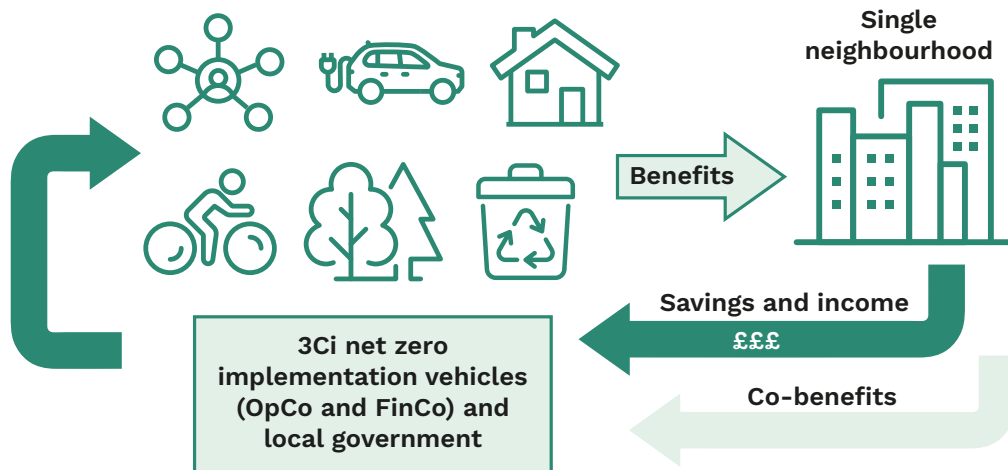 Single
neighbourhood
Benefits
Savings and income
£££
3Ci net zero
implementation vehicles
(OpCo and FinCo) and
local government
Co-benefits